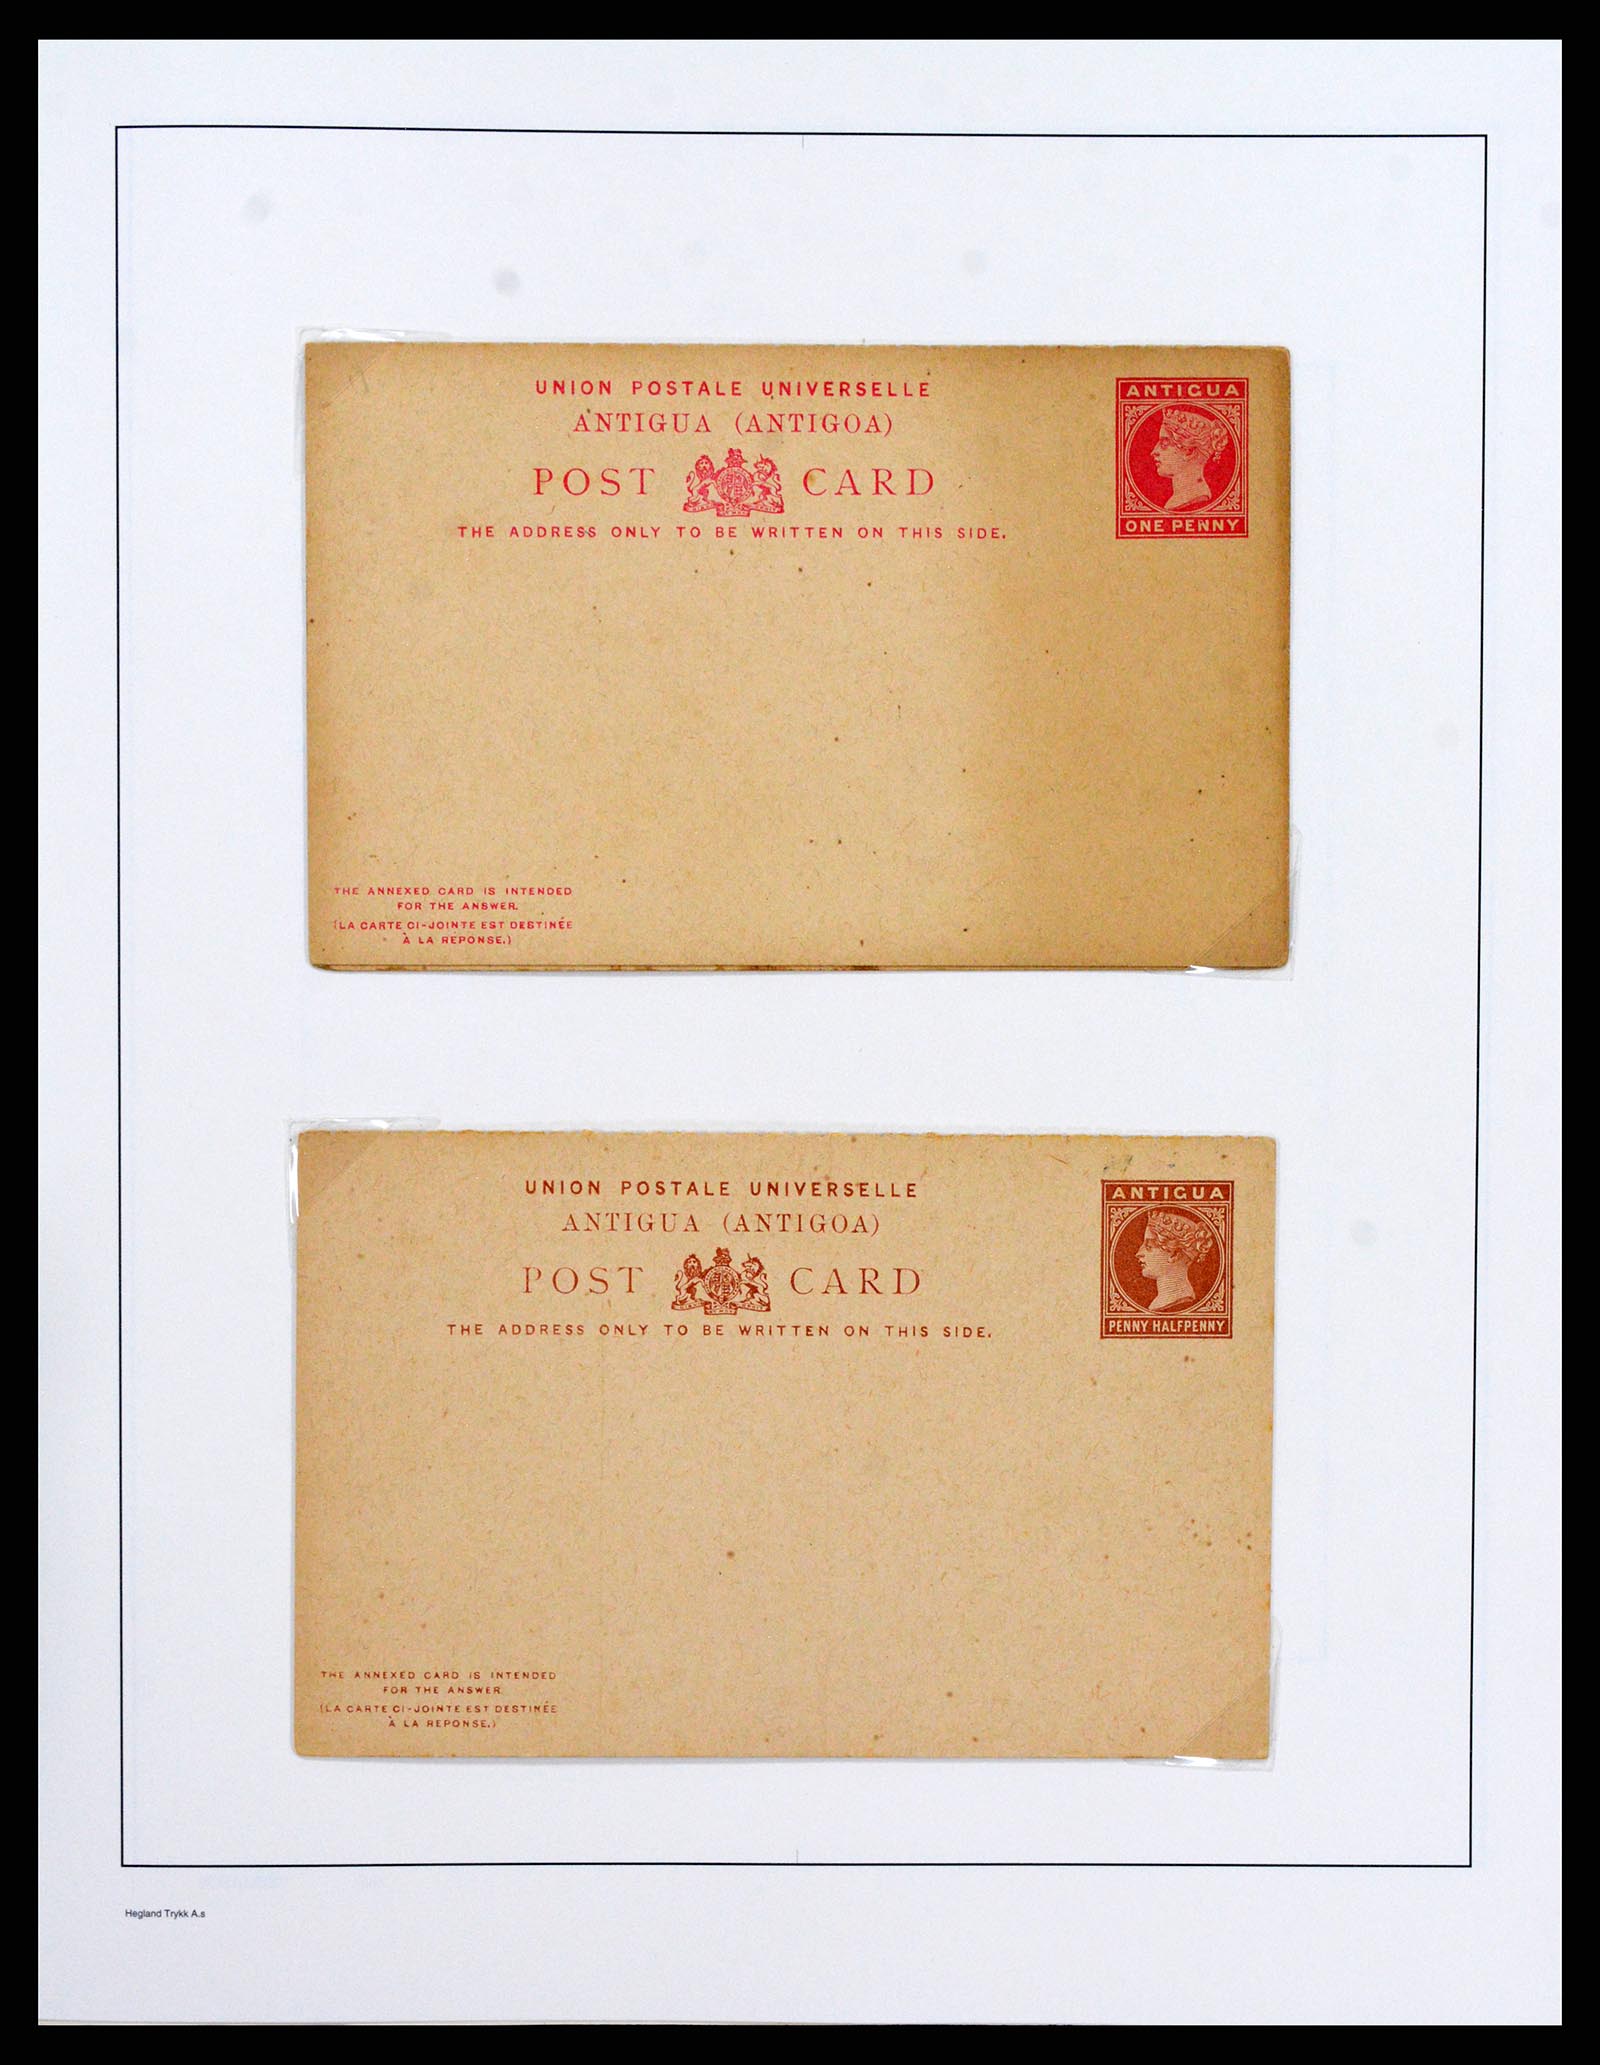 UNION POSTALE UNIVERSELLE
ANTIGUA (ANTIGOA)
POST CARD
THE ADDRESS ONLY TO BE WRITTEN ON THIS SIDE.
ANTIGUA
ONE PENNY
THE ANNEXED CARD IS INTENDED
FOR THE ANSWER.
(LA CARTE CI-JOINTE EST DESTINÉE
À LA REPONSE.)
UNION POSTALE UNIVERSELLE
ANTIGUA (ANTIGOA)
POST CARD
THE ADDRESS ONLY TO BE WRITTEN ON THIS SIDE.
ANTIGUA
PENNY HALFPENNY
THE ANNEXED CARD IS INTENDED
FOR THE ANSWER
(LA CARTE CI-JOINTE EST DESTINÉE
À LA REPONSE.)
Hegland Trykk A.s